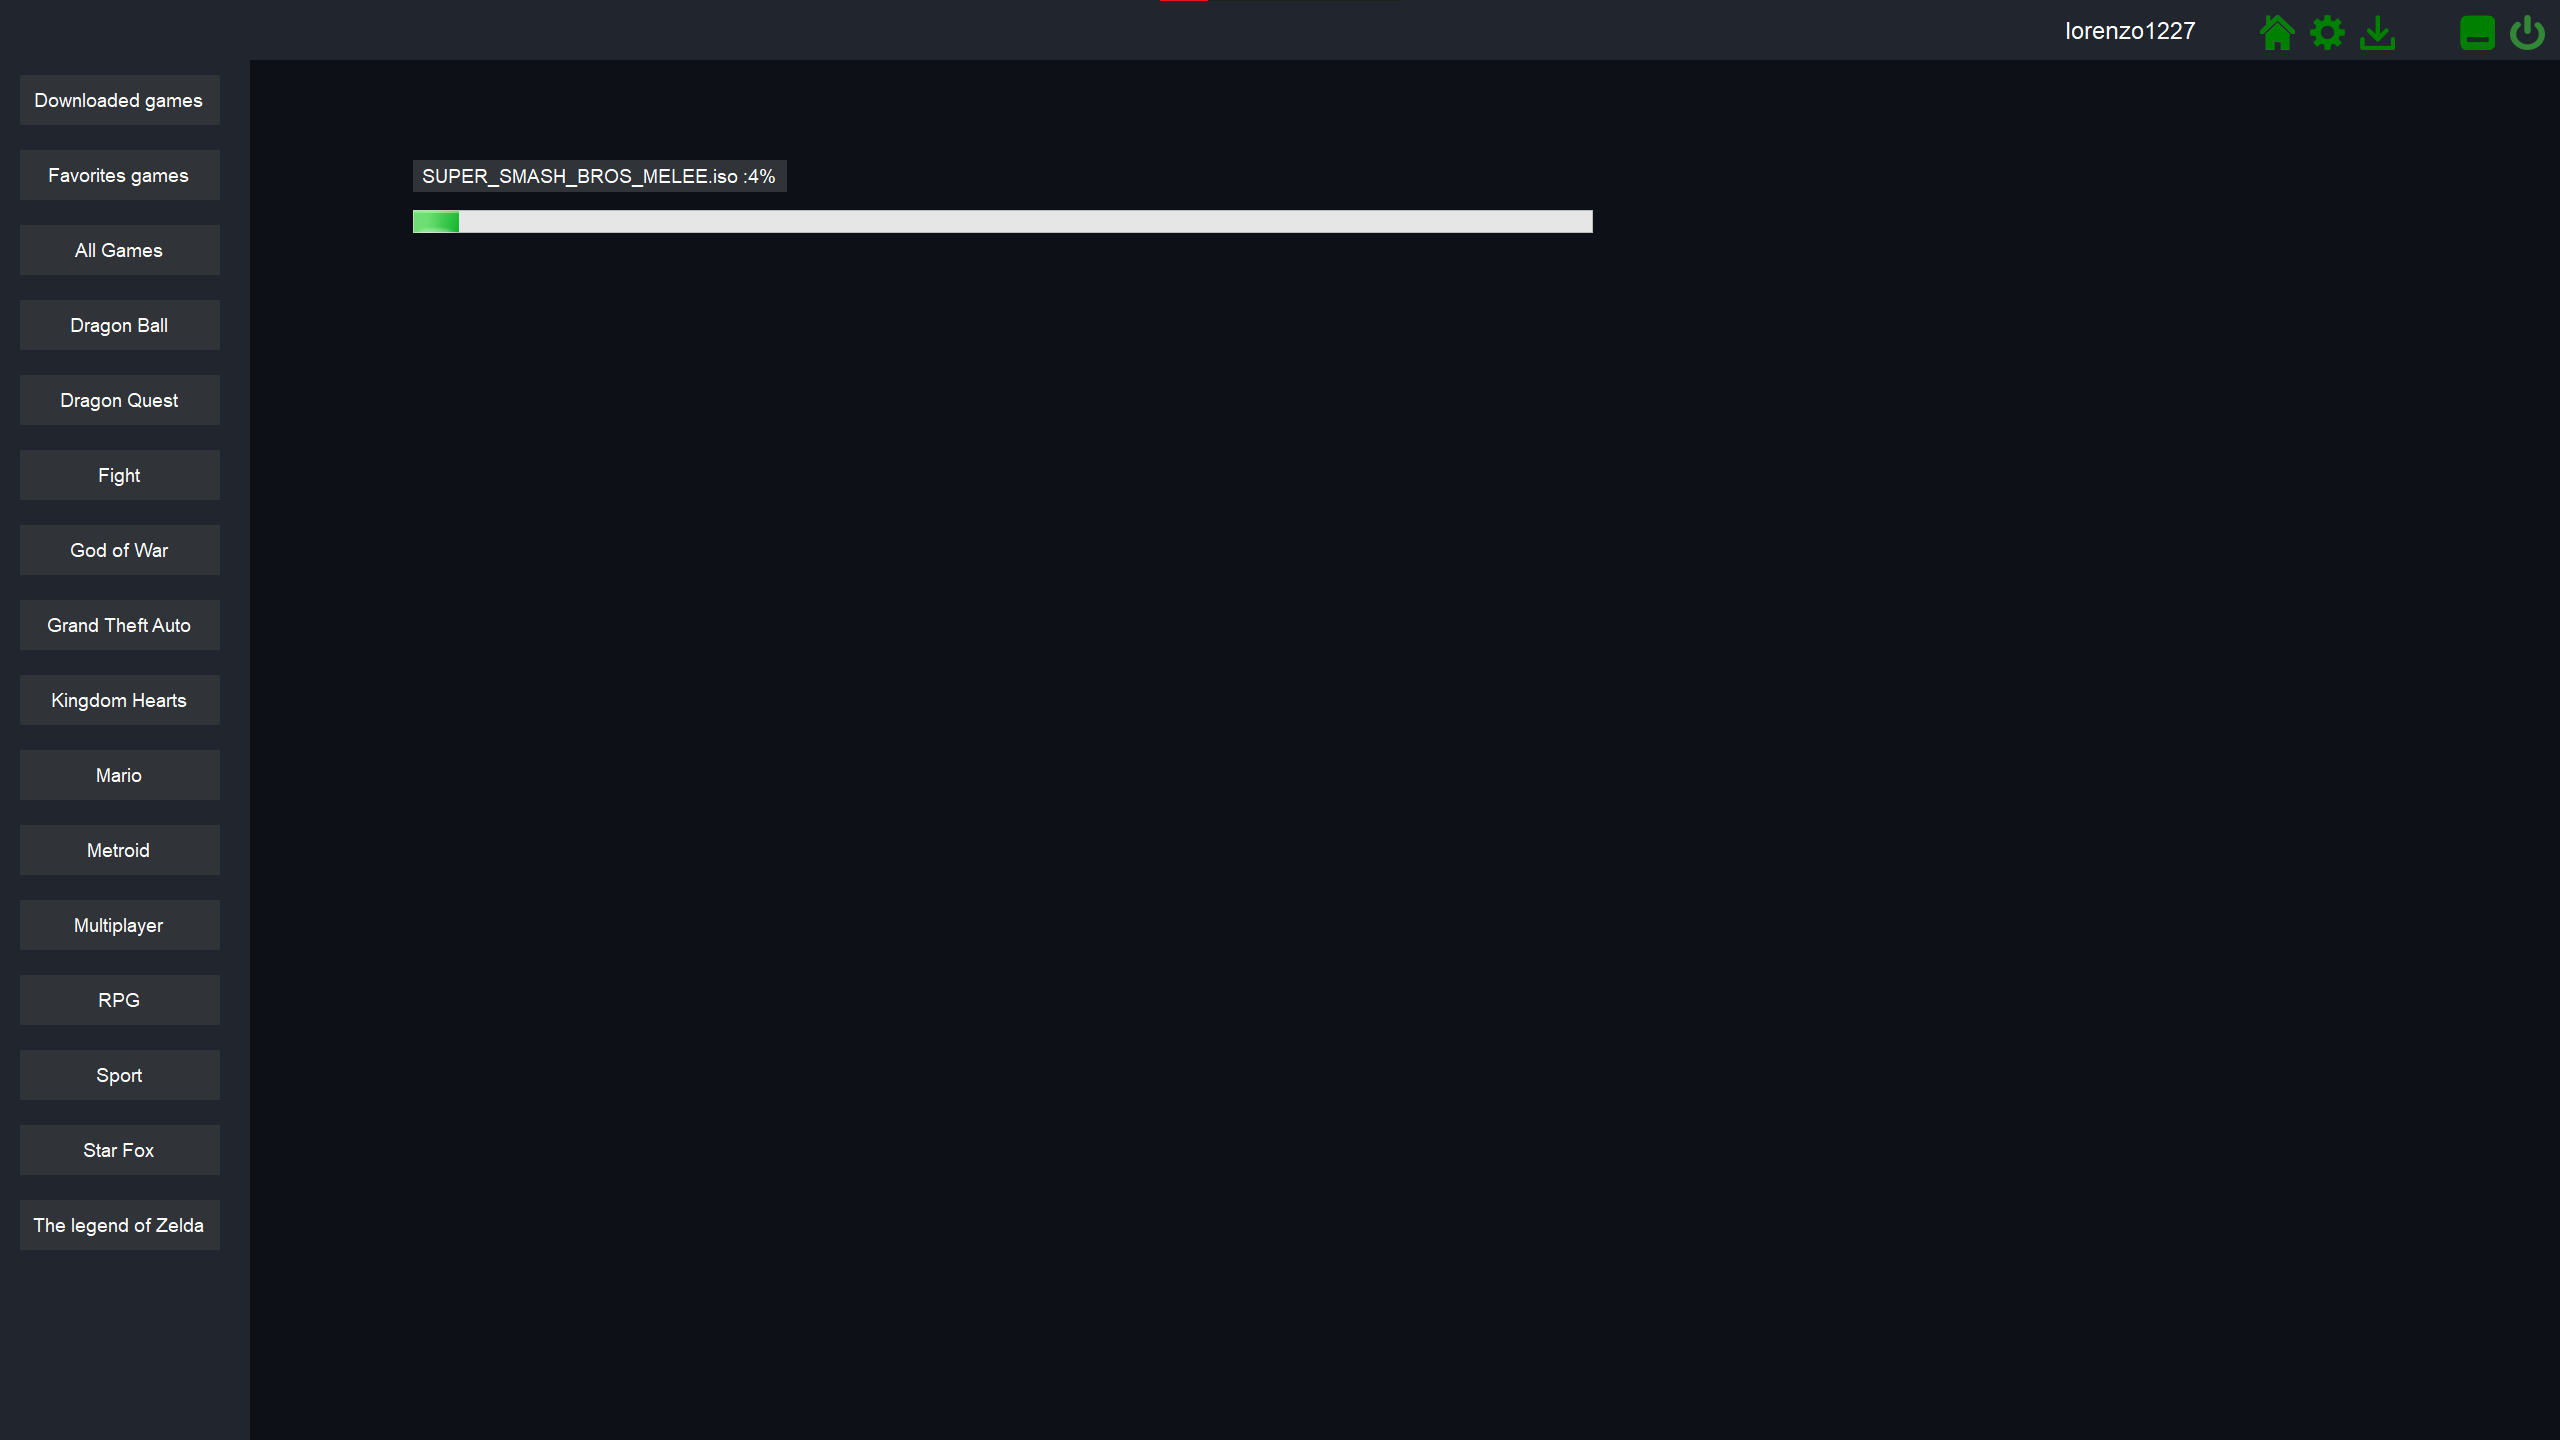 lorenzo1227
Downloaded games
Favorites games
All Games
Dragon Ball
Dragon Quest
Fight
God of War
Grand Theft Auto
Kingdom Hearts
Mario
Metroid
Multiplayer
RPG
Sport
Star Fox
The legend of Zelda
SUPER_SMASH_BROS_MELEE.iso :4%